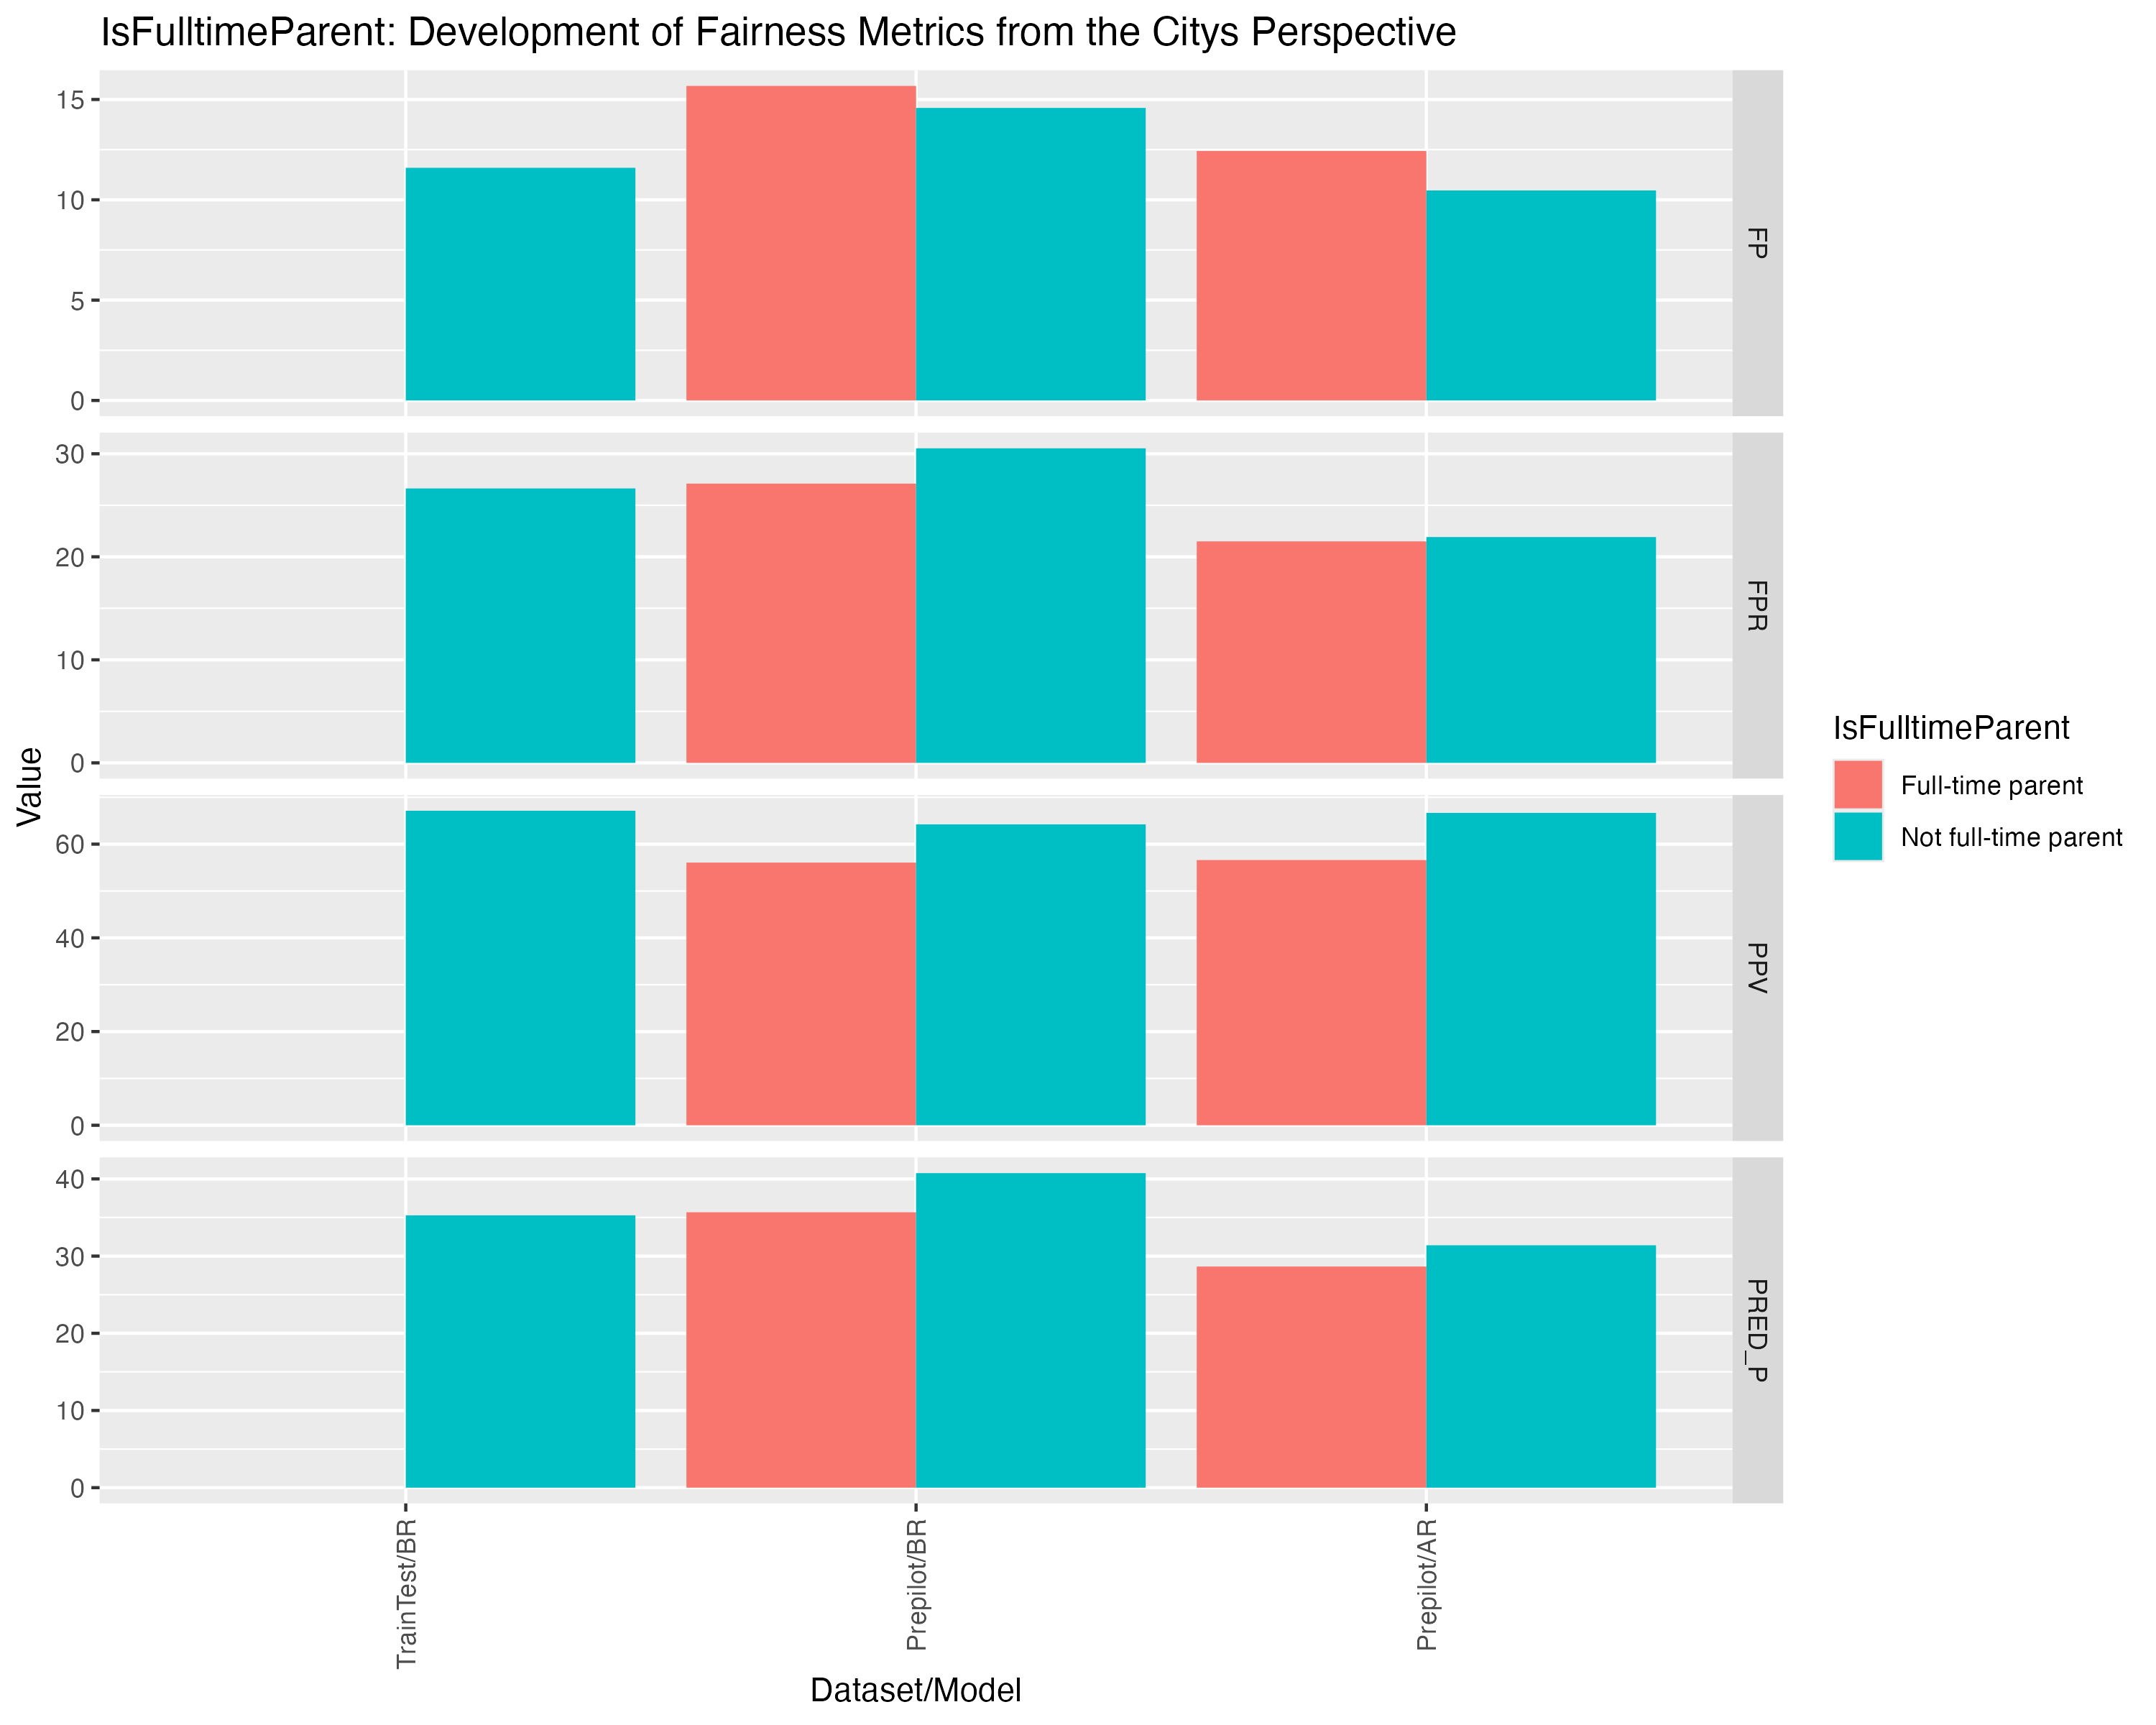 IsFulltimeParent: Development of Fairness Metrics from the Citys Perspective
15
10
5
0
FP
30
20
10
0
FPR
60
40
20
0
PPV
40
30
20
10
0
PRED_P
Value
TrainTest/BR
Prepilot/BR
Prepilot/AR
Dataset/Model
IsFulltimeParent
Full-time parent
Not full-time parent